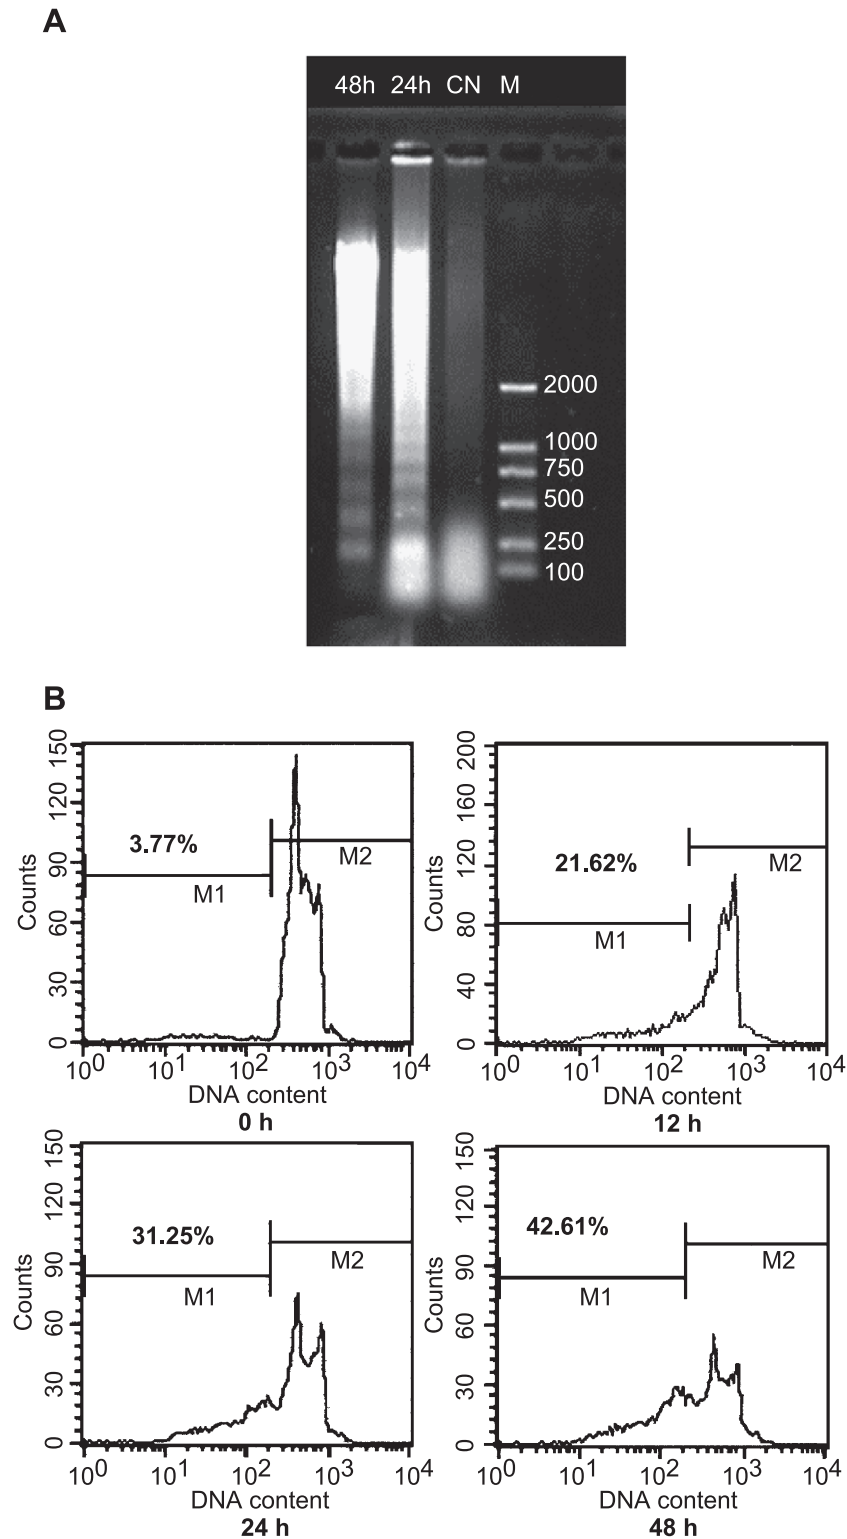 A
48h 24h CN M
2000
1000
750
500
250
100
B
150
120
90
60
30
0
Counts
3.77%
M1
M2
10^0 10^1 10^2 10^3 10^4
DNA content
0 h
200
160
120
80
40
0
Counts
21.62%
M1
M2
10^0 10^1 10^2 10^3 10^4
DNA content
12 h
150
120
90
60
30
0
Counts
31.25%
M1
M2
10^0 10^1 10^2 10^3 10^4
DNA content
24 h
150
120
90
60
30
0
Counts
42.61%
M1
M2
10^0 10^1 10^2 10^3 10^4
DNA content
48 h